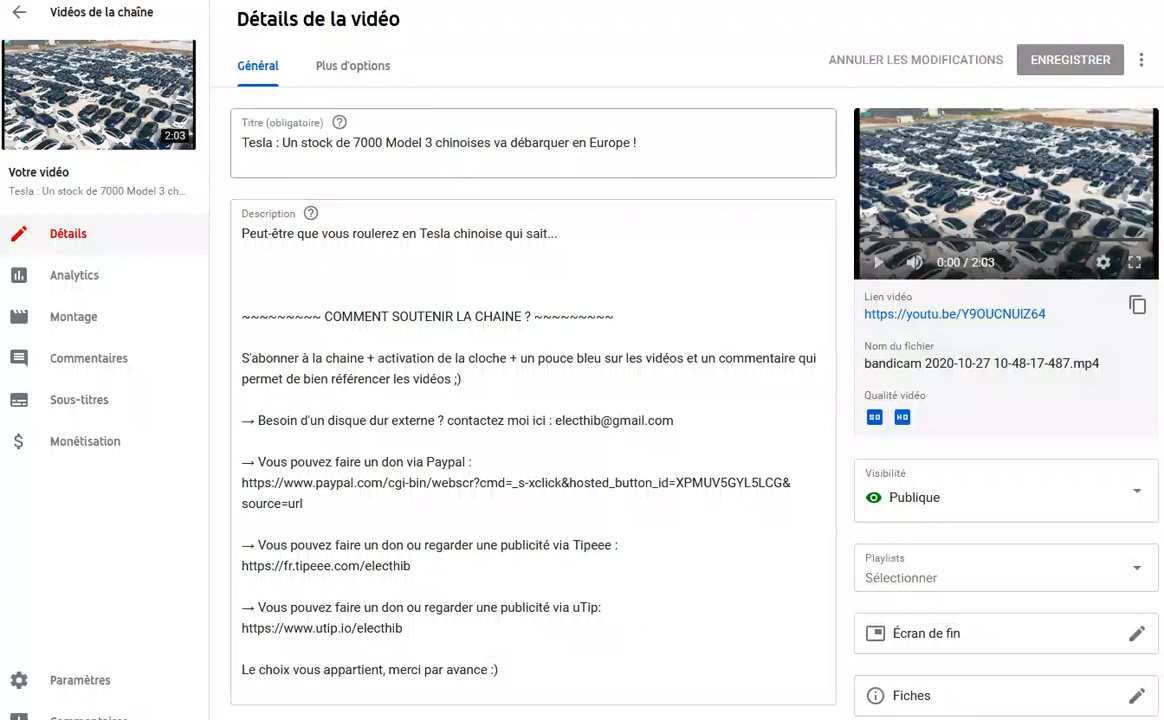 Vidéos de la chaîne
2:03
Votre vidéo
Tesla : Un stock de 7000 Model 3 ch...
Détails
Analytics
Montage
Commentaires
Sous-titres
Monétisation
Paramètres
Commentaires
Détails de la vidéo
Général
Plus d'options
ANNULER LES MODIFICATIONS
ENREGISTRER
Titre (obligatoire)
Tesla : Un stock de 7000 Model 3 chinoises va débarquer en Europe !
Description
Peut-être que vous roulerez en Tesla chinoise qui sait...
~~~~~~~~~ COMMENT SOUTENIR LA CHAINE ? ~~~~~~~~~
S'abonner à la chaine + activation de la cloche + un pouce bleu sur les vidéos et un commentaire qui
permet de bien référencer les vidéos ;)
→ Besoin d'un disque dur externe ? contactez moi ici : electhib@gmail.com
→ Vous pouvez faire un don via Paypal :
https://www.paypal.com/cgi-bin/webscr?cmd=_s-xclick&hosted_button_id=XPMUV5GYL5LCG&
source=url
→ Vous pouvez faire un don ou regarder une publicité via Tipeee :
https://fr.tipeee.com/electhib
→ Vous pouvez faire un don ou regarder une publicité via uTip:
https://www.utip.io/electhib
Le choix vous appartient, merci par avance :)
0:00 / 2:03
Lien vidéo
https://youtu.be/Y9OUCNUIZ64
Nom du fichier
bandicam 2020-10-27 10-48-17-487.mp4
Qualité vidéo
SD HD
Visibilité
Publique
Playlists
Sélectionner
Écran de fin
Fiches